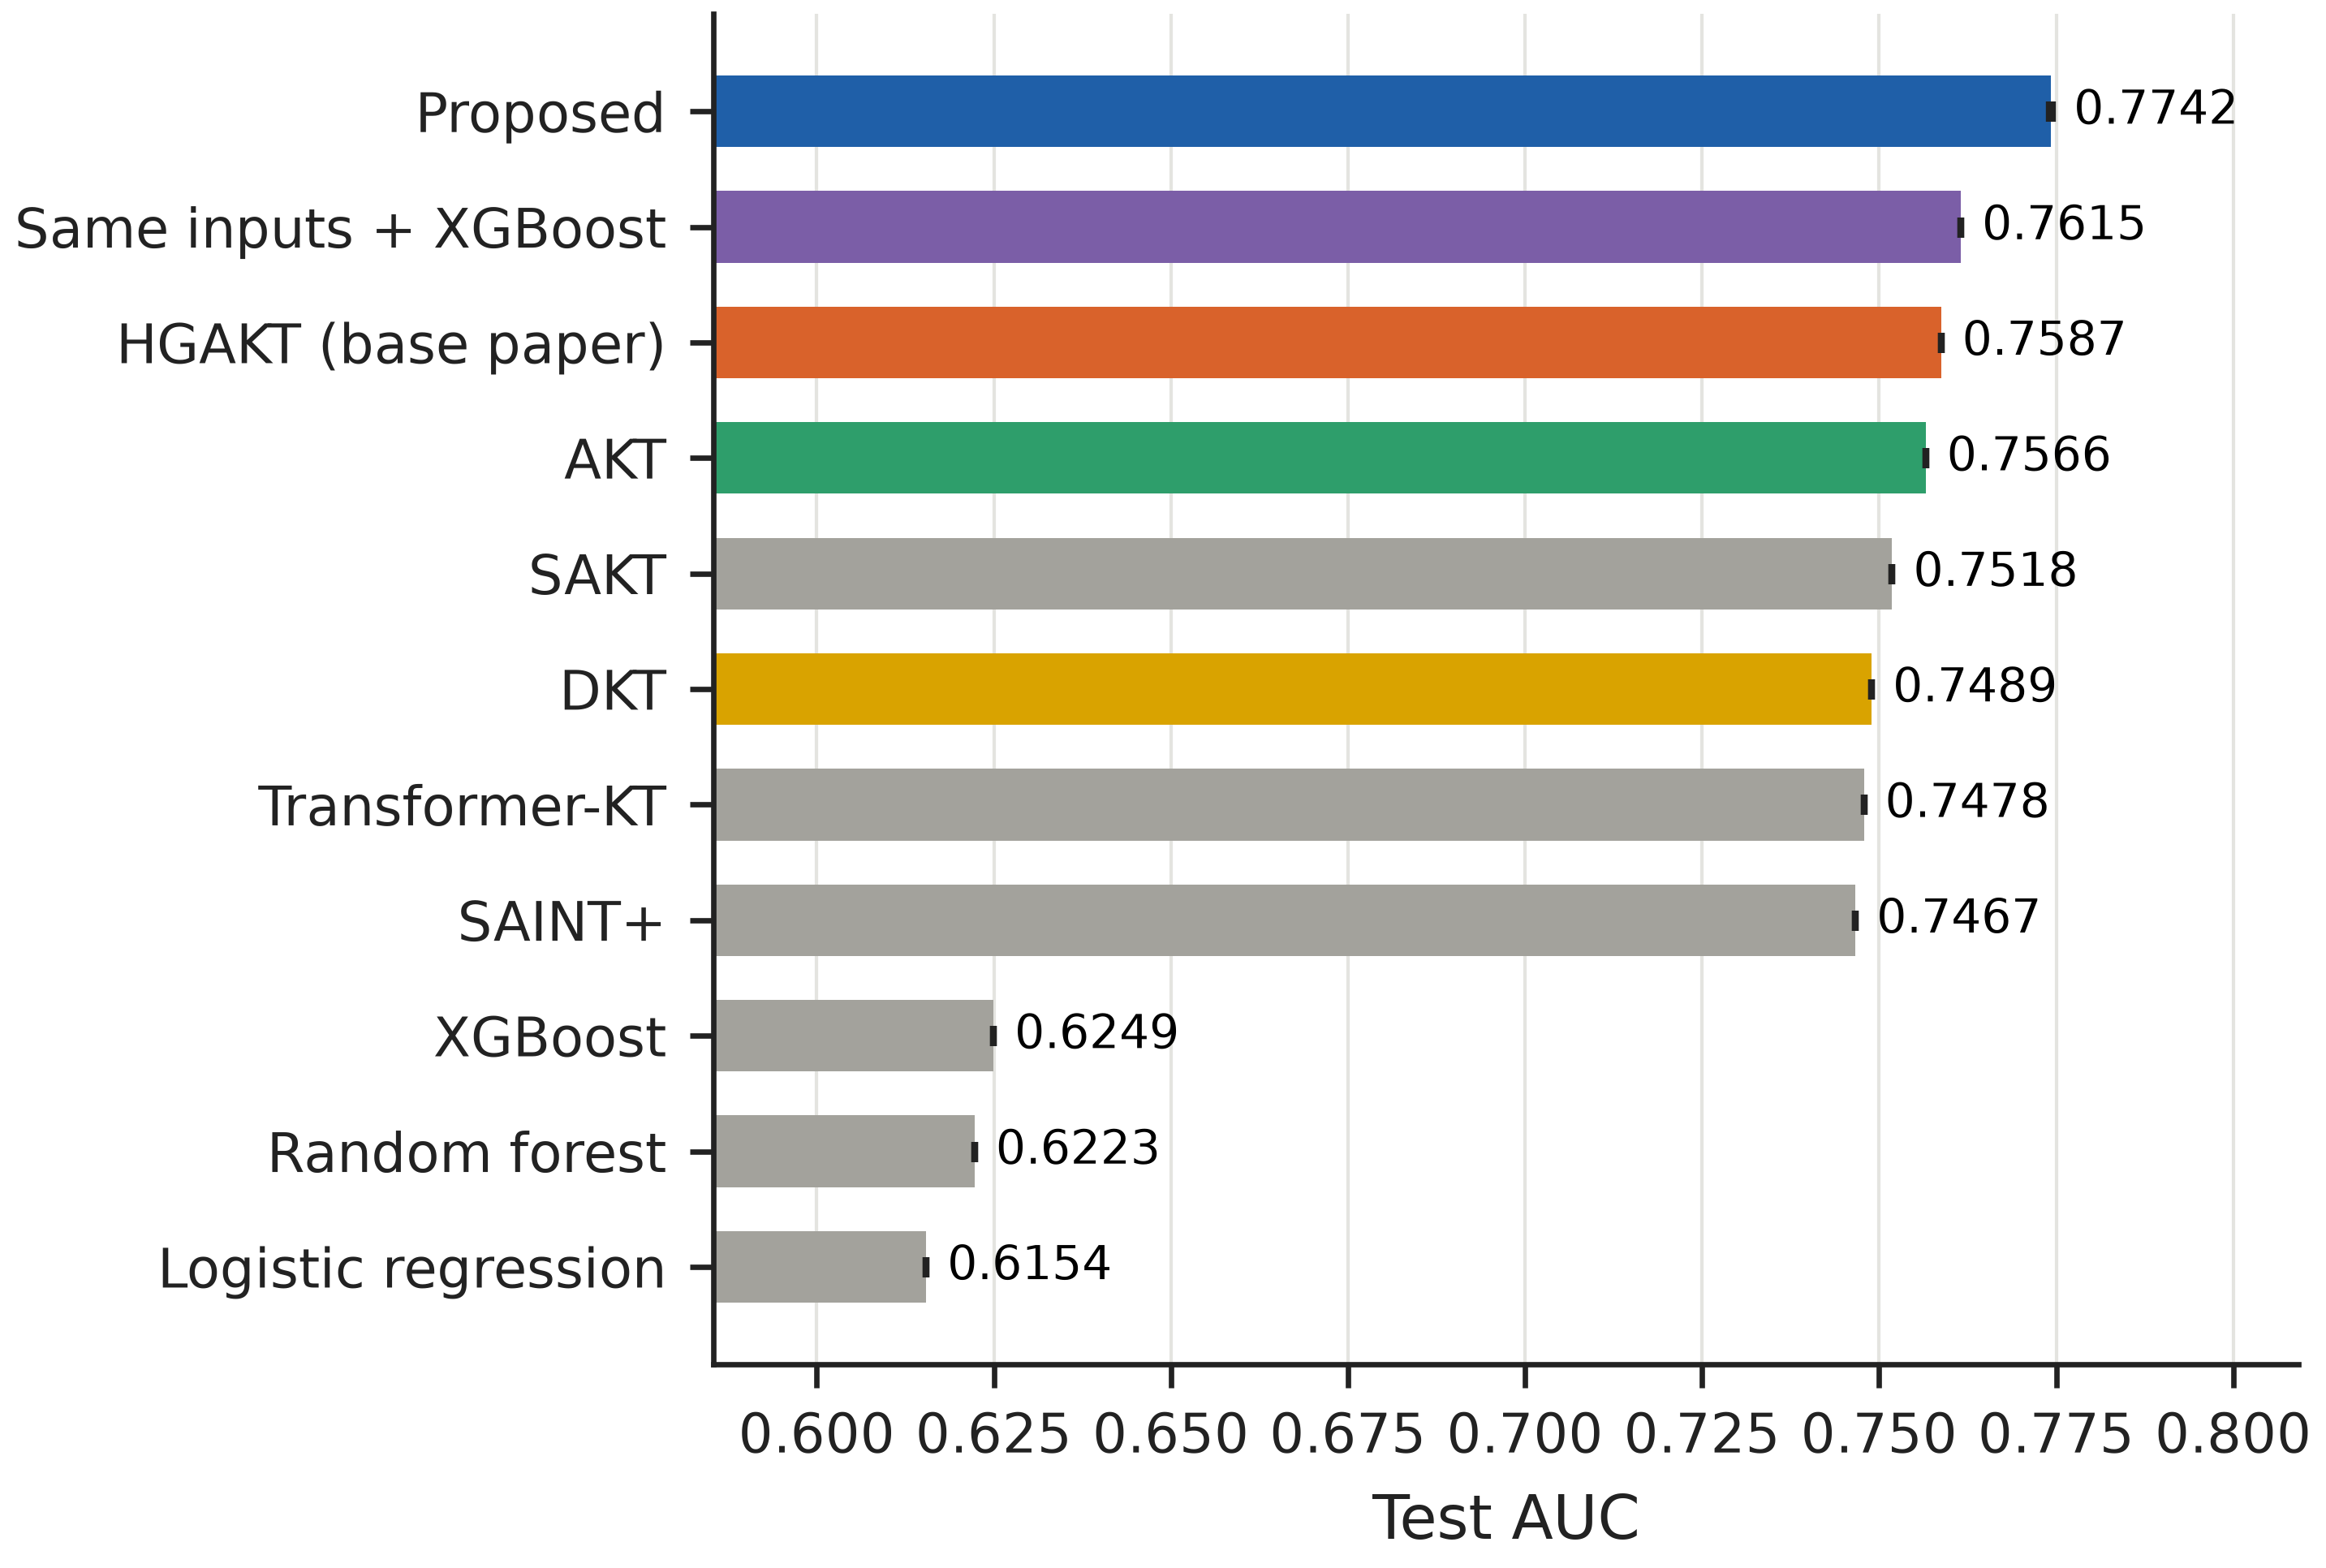 Proposed 0.7742
Same inputs + XGBoost 0.7615
HGAKT (base paper) 0.7587
AKT 0.7566
SAKT 0.7518
DKT 0.7489
Transformer-KT 0.7478
SAINT+ 0.7467
XGBoost 0.6249
Random forest 0.6223
Logistic regression 0.6154
0.600 0.625 0.650 0.675 0.700 0.725 0.750 0.775 0.800
Test AUC